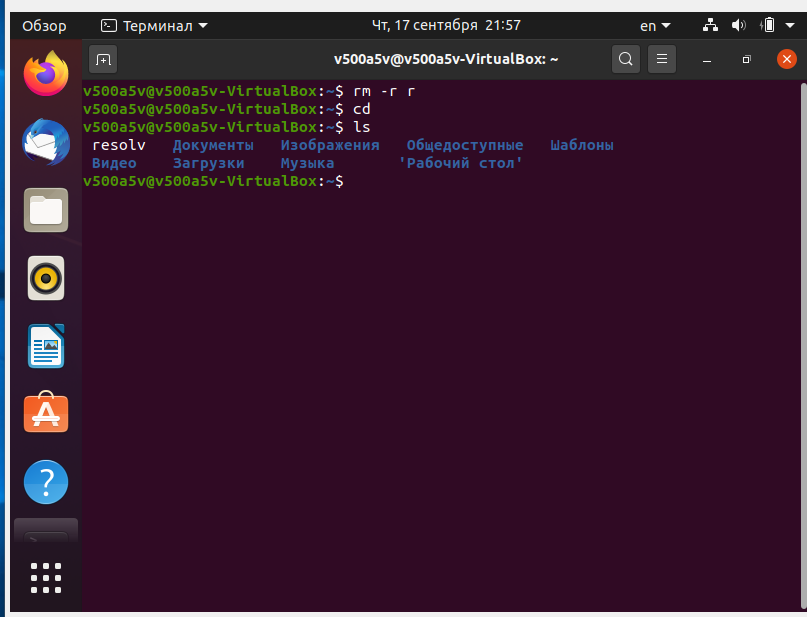 Обзор Терминал Чт, 17 сентября 21:57 en
v500a5v@v500a5v-VirtualBox: ~
v500a5v@v500a5v-VirtualBox:~$ rm -r r
v500a5v@v500a5v-VirtualBox:~$ cd
v500a5v@v500a5v-VirtualBox:~$ ls
resolv Документы Изображения Общедоступные Шаблоны
Видео Загрузки Музыка 'Рабочий стол'
v500a5v@v500a5v-VirtualBox:~$